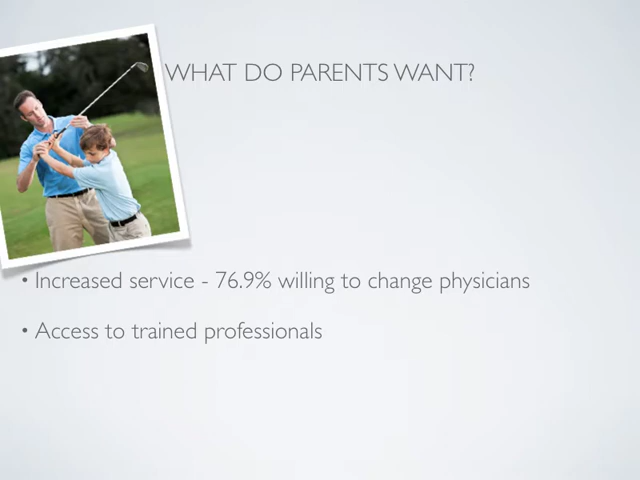 WHAT DO PARENTS WANT?
• Increased service - 76.9% willing to change physicians
• Access to trained professionals